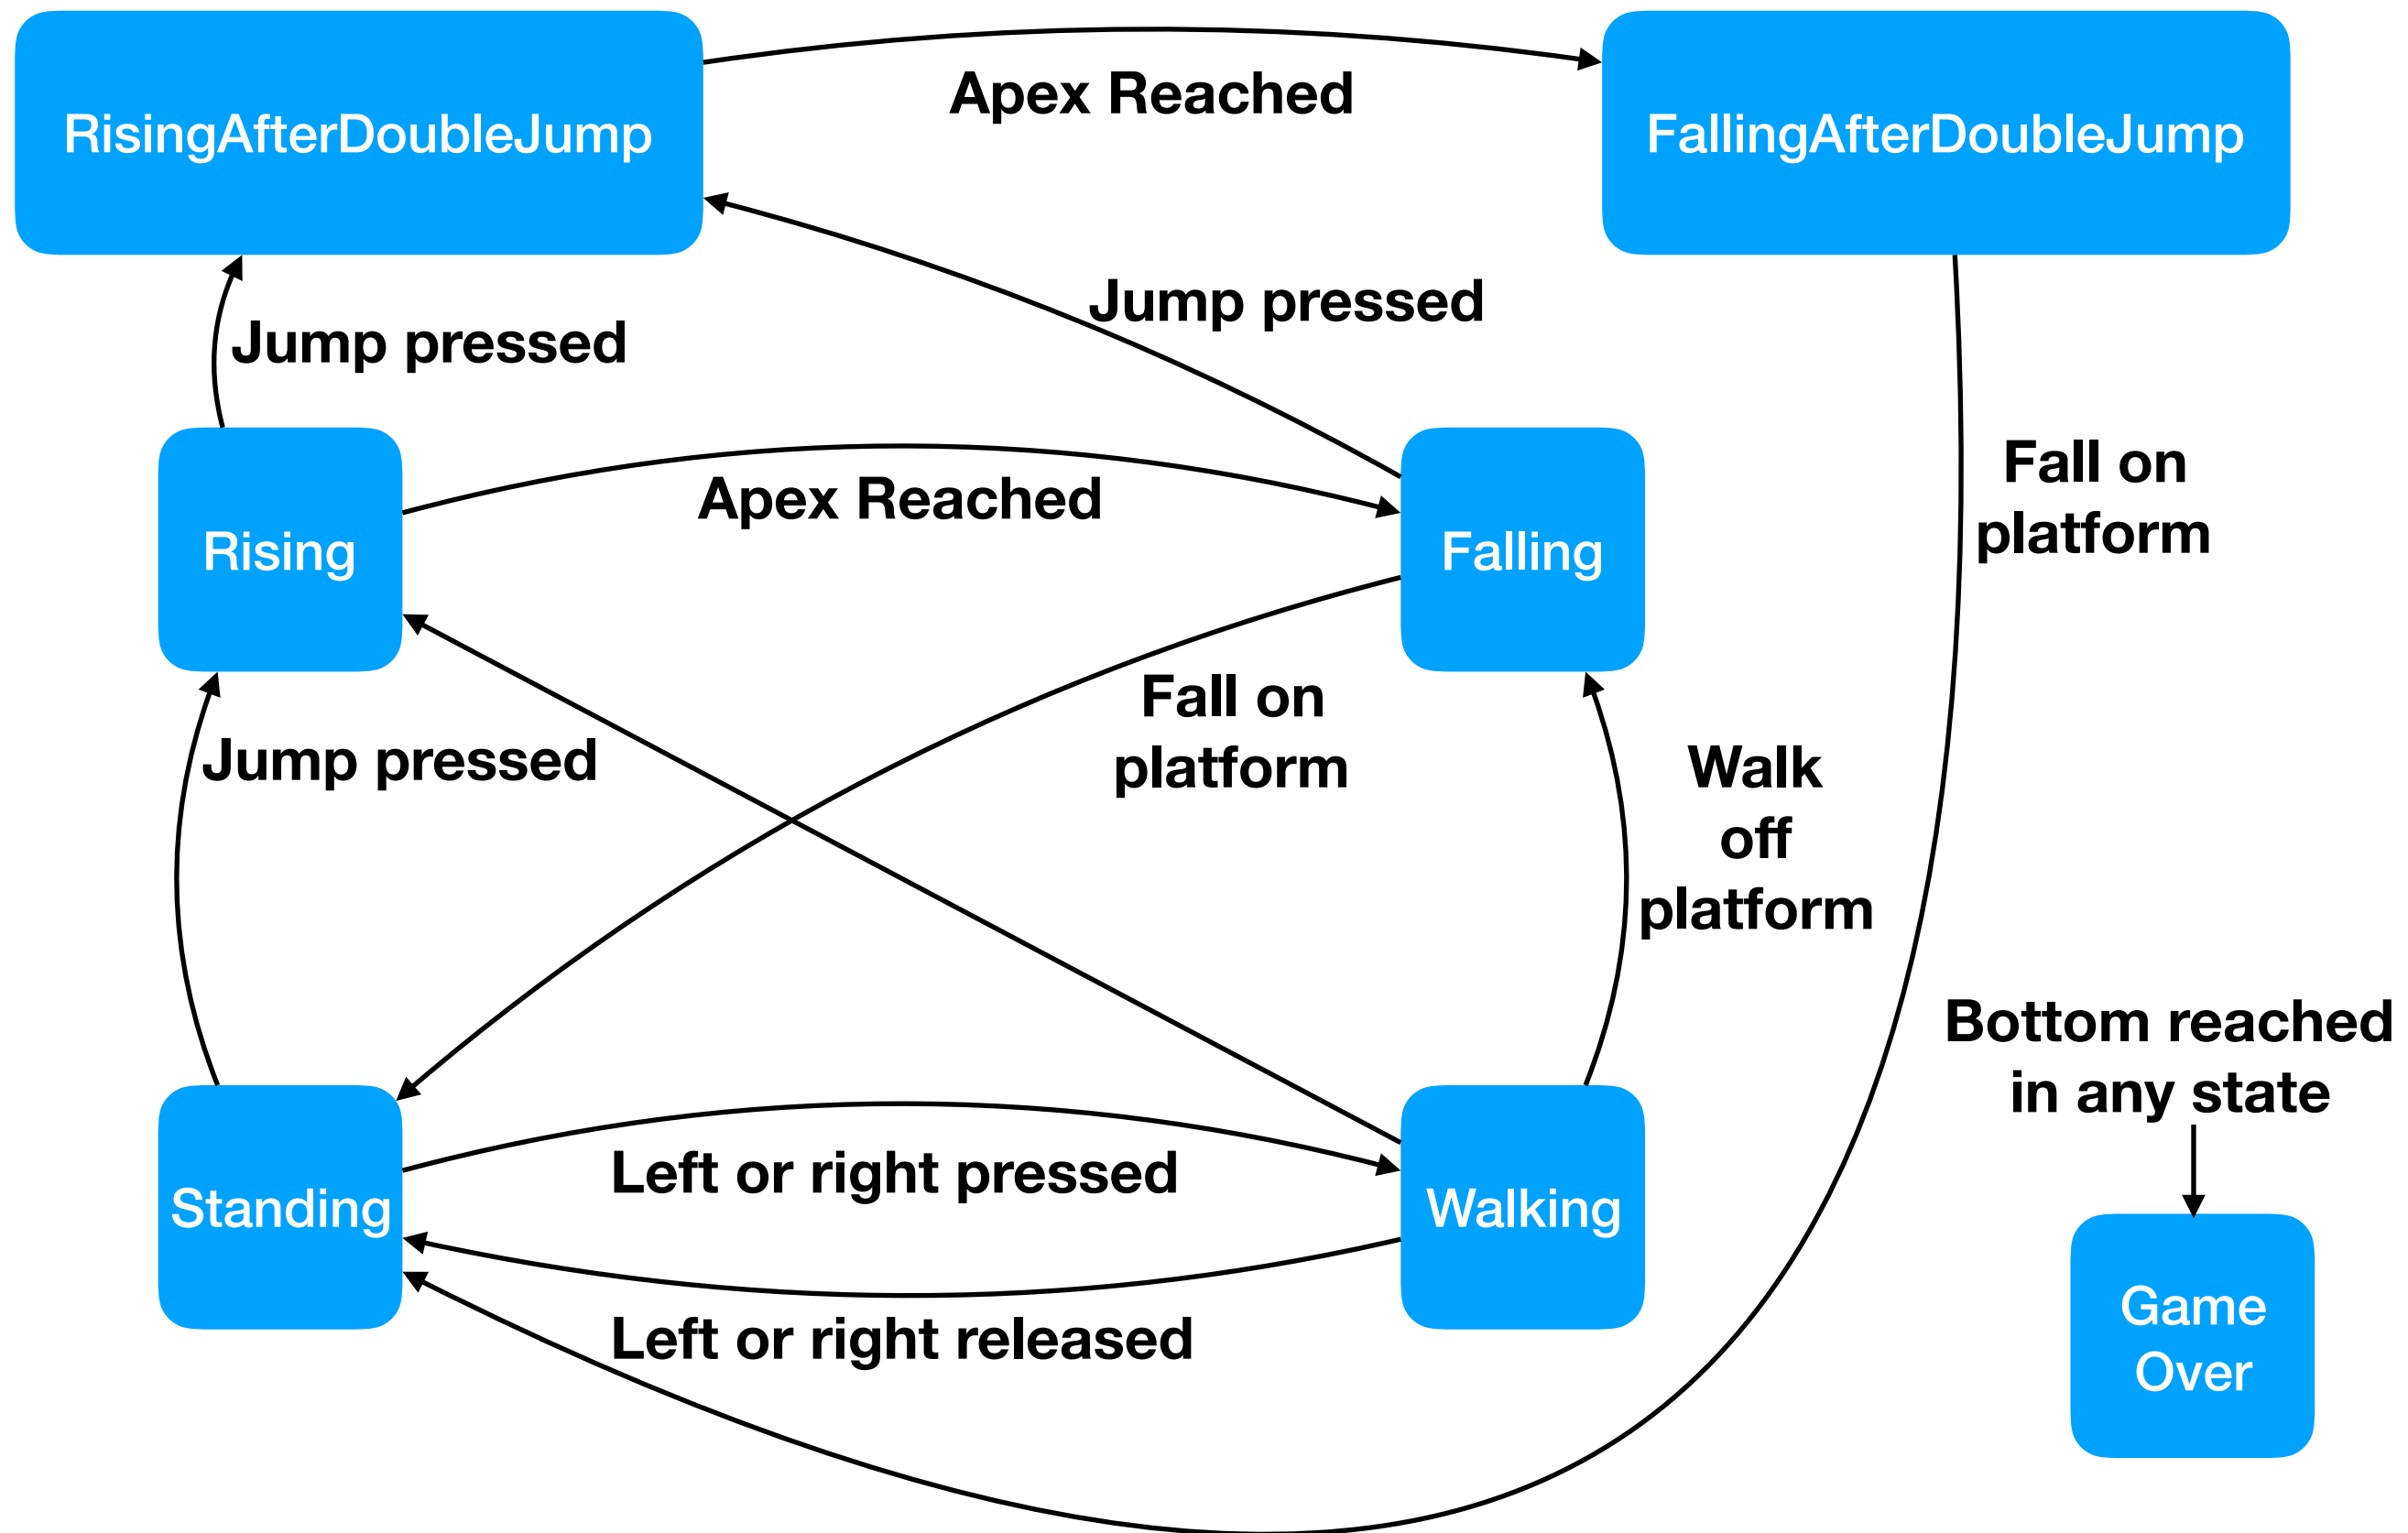 Apex Reached
RisingAfterDoubleJump
FallingAfterDoubleJump
Jump pressed
Jump pressed
Fall on
platform
Apex Reached
Rising
Falling
Fall on
platform
Jump pressed
Walk
off
platform
Bottom reached
in any state
Left or right pressed
Standing
Walking
Left or right released
Game
Over